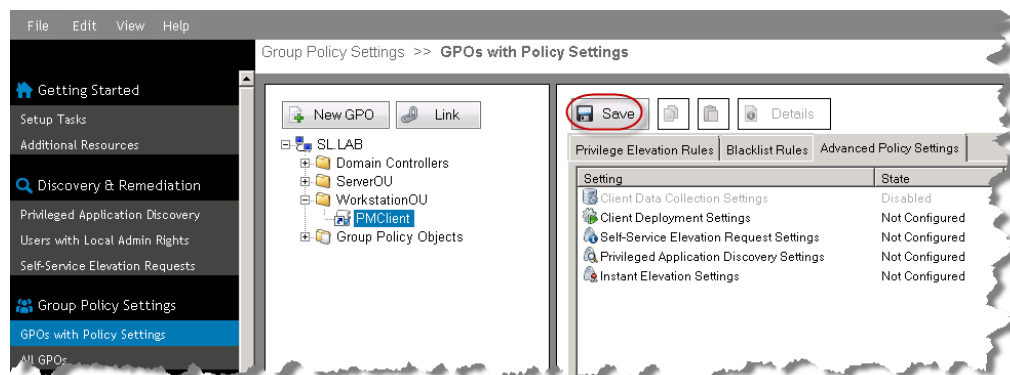 File Edit View Help
Group Policy Settings >> GPOs with Policy Settings
Getting Started
Setup Tasks
Additional Resources
Discovery & Remediation
Privileged Application Discovery
Users with Local Admin Rights
Self-Service Elevation Requests
Group Policy Settings
GPOs with Policy Settings
All GPOs
New GPO Link
SL.LAB
Domain Controllers
ServerOU
WorkstationOU
PMClient
Group Policy Objects
Save Details
Privilege Elevation Rules Blacklist Rules Advanced Policy Settings
Setting State
Client Data Collection Settings Disabled
Client Deployment Settings Not Configured
Self-Service Elevation Request Settings Not Configured
Privileged Application Discovery Settings Not Configured
Instant Elevation Settings Not Configured